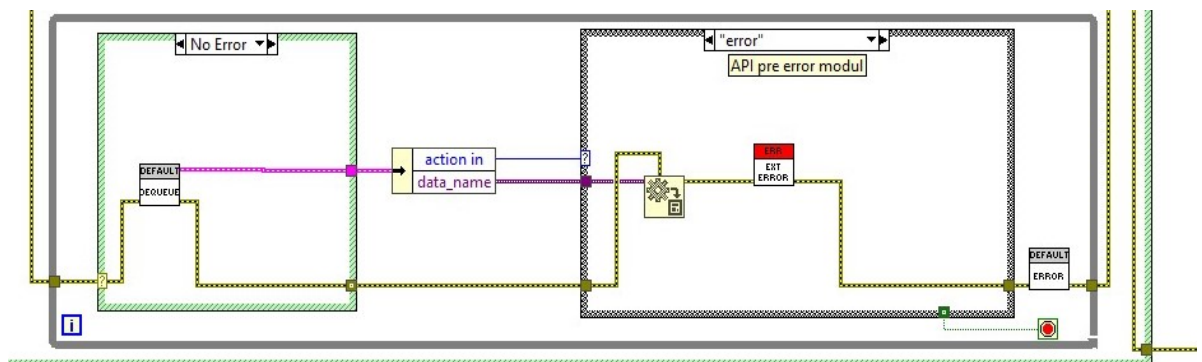 No Error
"error"
API pre error modul
DEFAULT
DEQUEUE
action in
data_name
?
?
ERR
EXT
ERROR
DEFAULT
ERROR
i